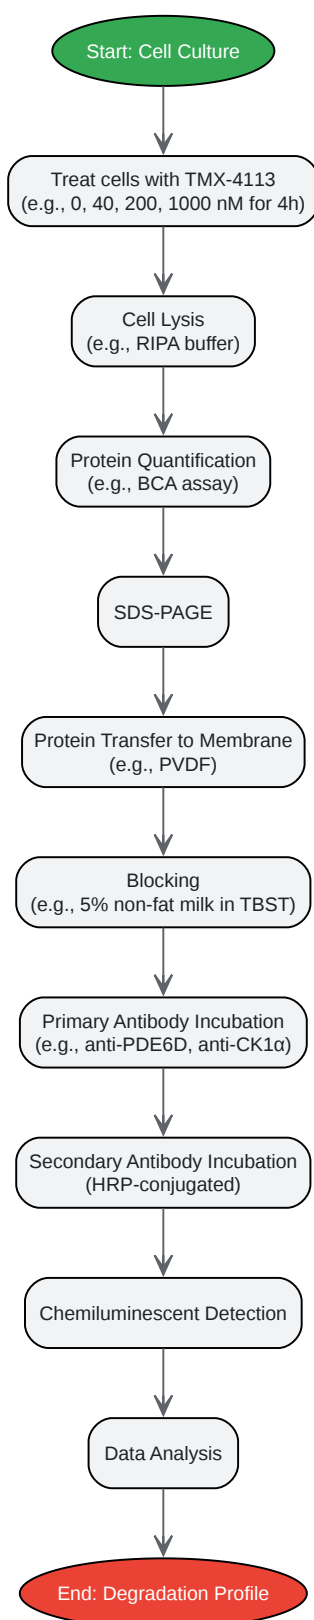 Start: Cell Culture
Treat cells with TMX-4113
(e.g., 0, 40, 200, 1000 nM for 4h)
Cell Lysis
(e.g., RIPA buffer)
Protein Quantification
(e.g., BCA assay)
SDS-PAGE
Protein Transfer to Membrane
(e.g., PVDF)
Blocking
(e.g., 5% non-fat milk in TBST)
Primary Antibody Incubation
(e.g., anti-PDE6D, anti-CK1α)
Secondary Antibody Incubation
(HRP-conjugated)
Chemiluminescent Detection
Data Analysis
End: Degradation Profile